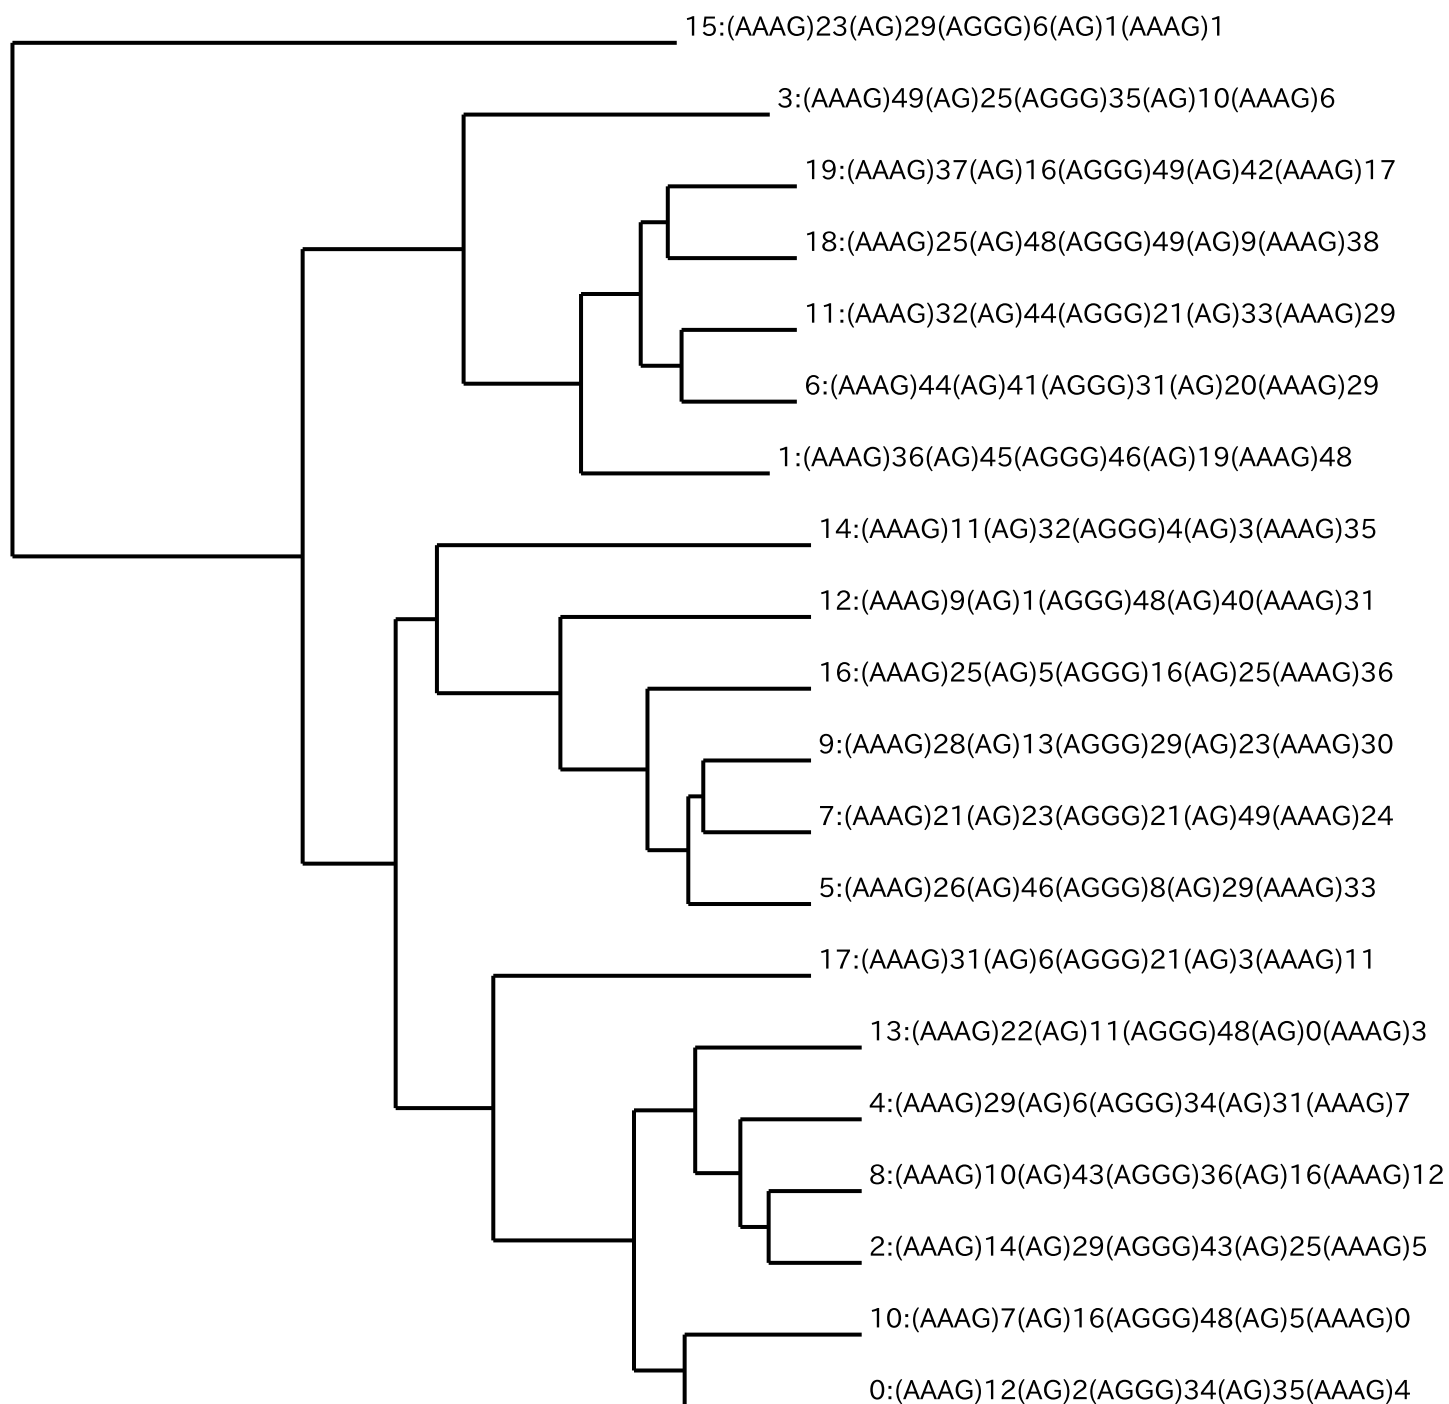 15:(AAAG)23(AG)29(AGGG)6(AG)1(AAAG)1
3:(AAAG)49(AG)25(AGGG)35(AG)10(AAAG)6
19:(AAAG)37(AG)16(AGGG)49(AG)42(AAAG)17
18:(AAAG)25(AG)48(AGGG)49(AG)9(AAAG)38
11:(AAAG)32(AG)44(AGGG)21(AG)33(AAAG)29
6:(AAAG)44(AG)41(AGGG)31(AG)20(AAAG)29
1:(AAAG)36(AG)45(AGGG)46(AG)19(AAAG)48
14:(AAAG)11(AG)32(AGGG)4(AG)3(AAAG)35
12:(AAAG)9(AG)1(AGGG)48(AG)40(AAAG)31
16:(AAAG)25(AG)5(AGGG)16(AG)25(AAAG)36
9:(AAAG)28(AG)13(AGGG)29(AG)23(AAAG)30
7:(AAAG)21(AG)23(AGGG)21(AG)49(AAAG)24
5:(AAAG)26(AG)46(AGGG)8(AG)29(AAAG)33
17:(AAAG)31(AG)6(AGGG)21(AG)3(AAAG)11
13:(AAAG)22(AG)11(AGGG)48(AG)0(AAAG)3
4:(AAAG)29(AG)6(AGGG)34(AG)31(AAAG)7
8:(AAAG)10(AG)43(AGGG)36(AG)16(AAAG)12
2:(AAAG)14(AG)29(AGGG)43(AG)25(AAAG)5
10:(AAAG)7(AG)16(AGGG)48(AG)5(AAAG)0
0:(AAAG)12(AG)2(AGGG)34(AG)35(AAAG)4